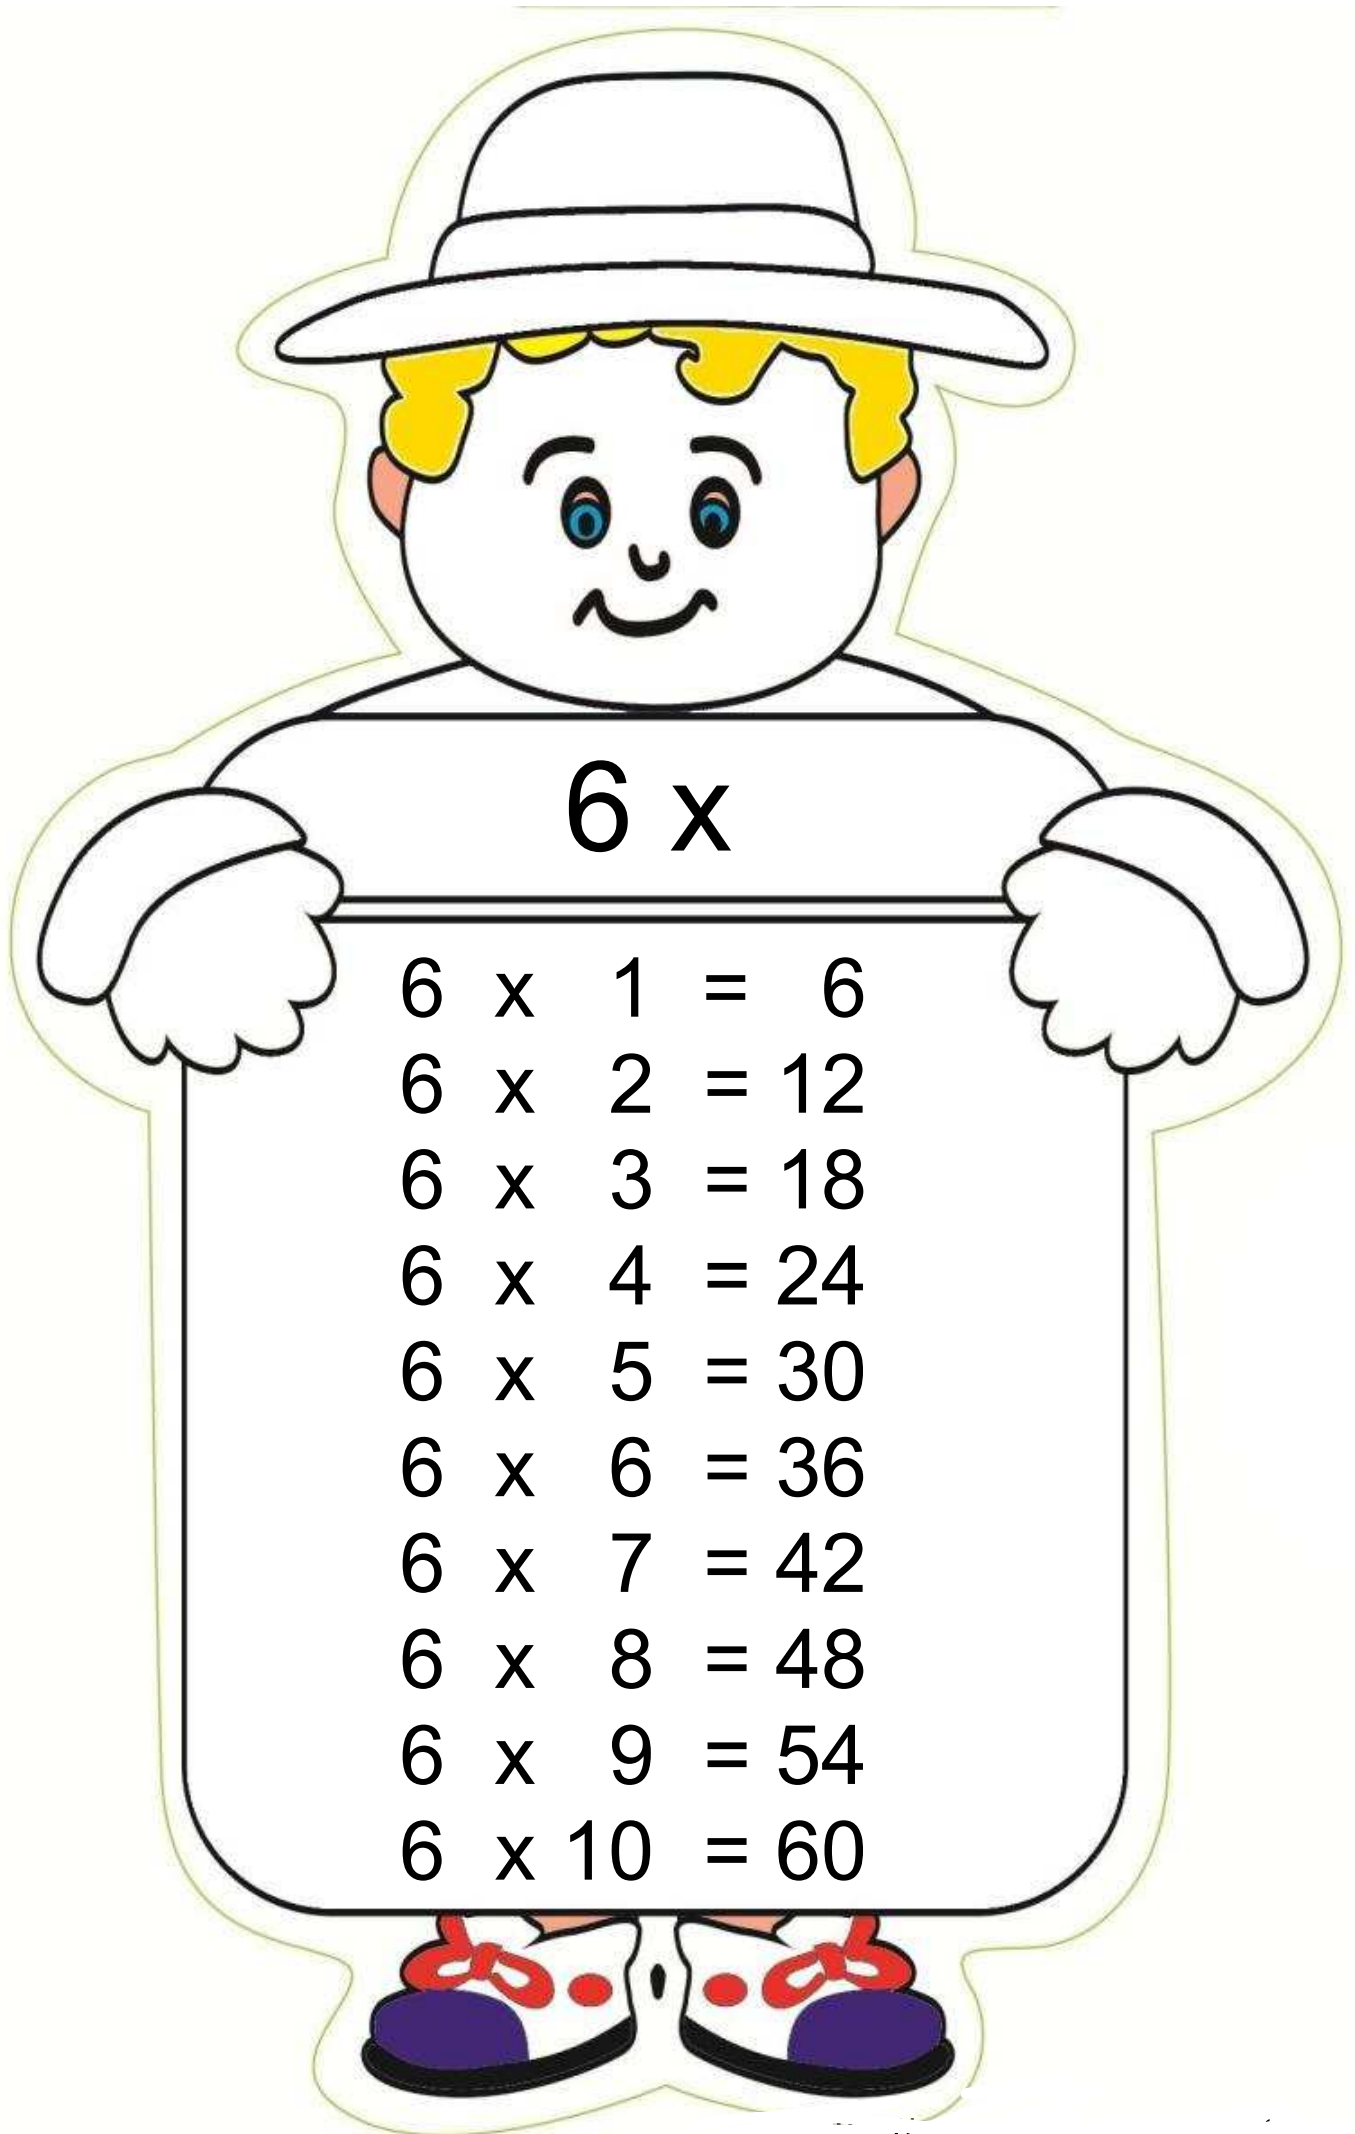 6 x
6 x 1 = 6
6 x 2 = 12
6 x 3 = 18
6 x 4 = 24
6 x 5 = 30
6 x 6 = 36
6 x 7 = 42
6 x 8 = 48
6 x 9 = 54
6 x 10 = 60